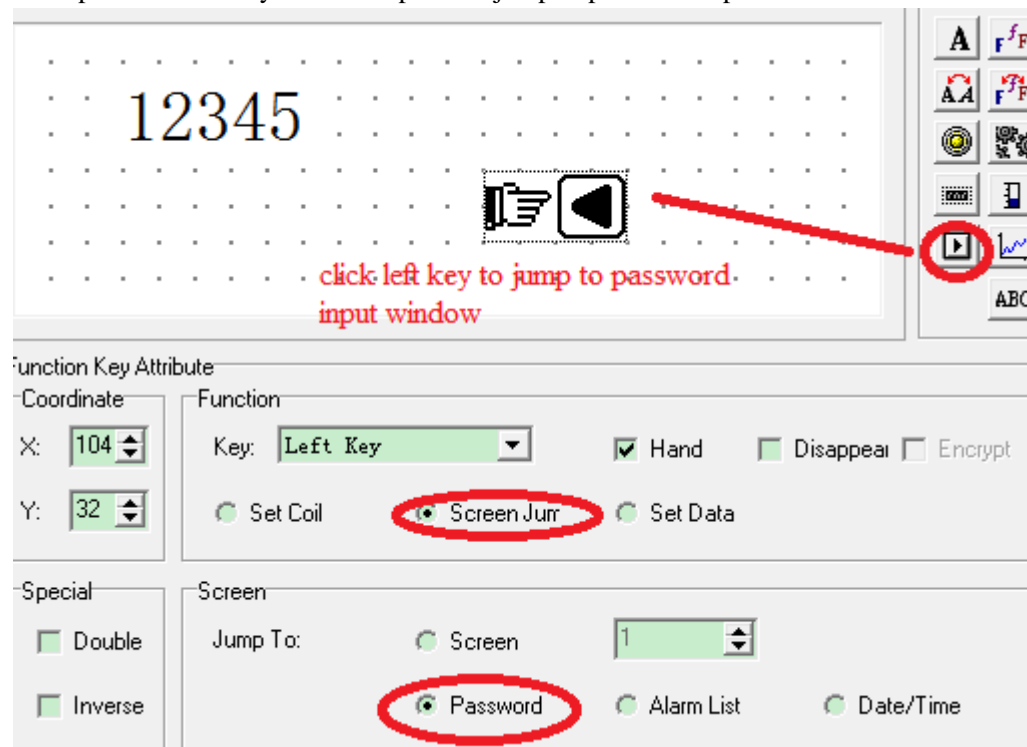 12345
click left key to jump to password
input window
A
F f F
A A
F F
ABC
Function Key Attribute
Coordinate
Function
X: 104
Key: Left Key
Hand
Disappear
Encrypt
Y: 32
Set Coil
Screen Jum
Set Data
Special
Screen
Double
Jump To:
Screen
1
Inverse
Password
Alarm List
Date/Time